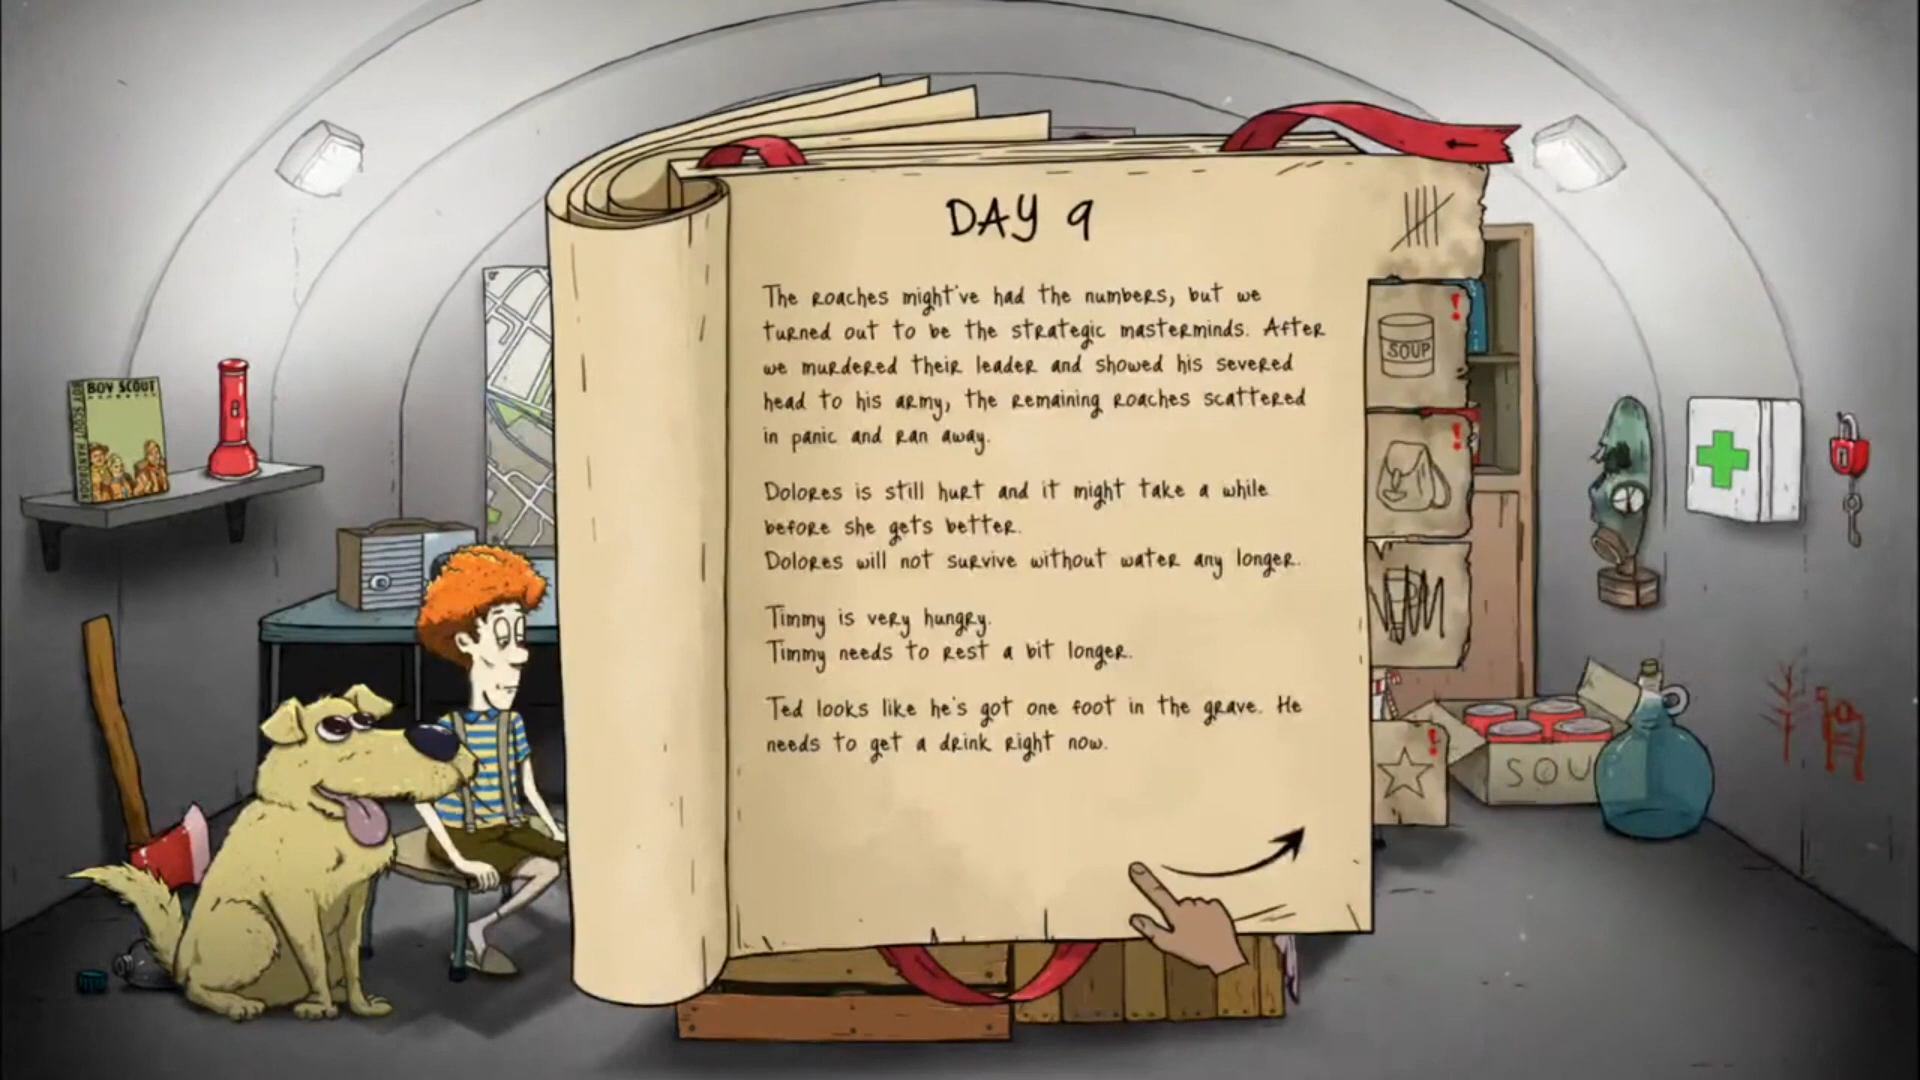 DAY 9
The roaches might've had the numbers, but we
turned out to be the strategic masterminds. After
we murdered their leader and showed his severed
head to his army, the remaining roaches scattered
in panic and ran away.
Dolores is still hurt and it might take a while
before she gets better.
Dolores will not survive without water any longer.
Timmy is very hungry.
Timmy needs to rest a bit longer.
Ted looks like he's got one foot in the grave. He
needs to get a drink right now.
BOY SCOUT
BOY SCOUT HANDBOOK
SOUP
!
!
!
SOU